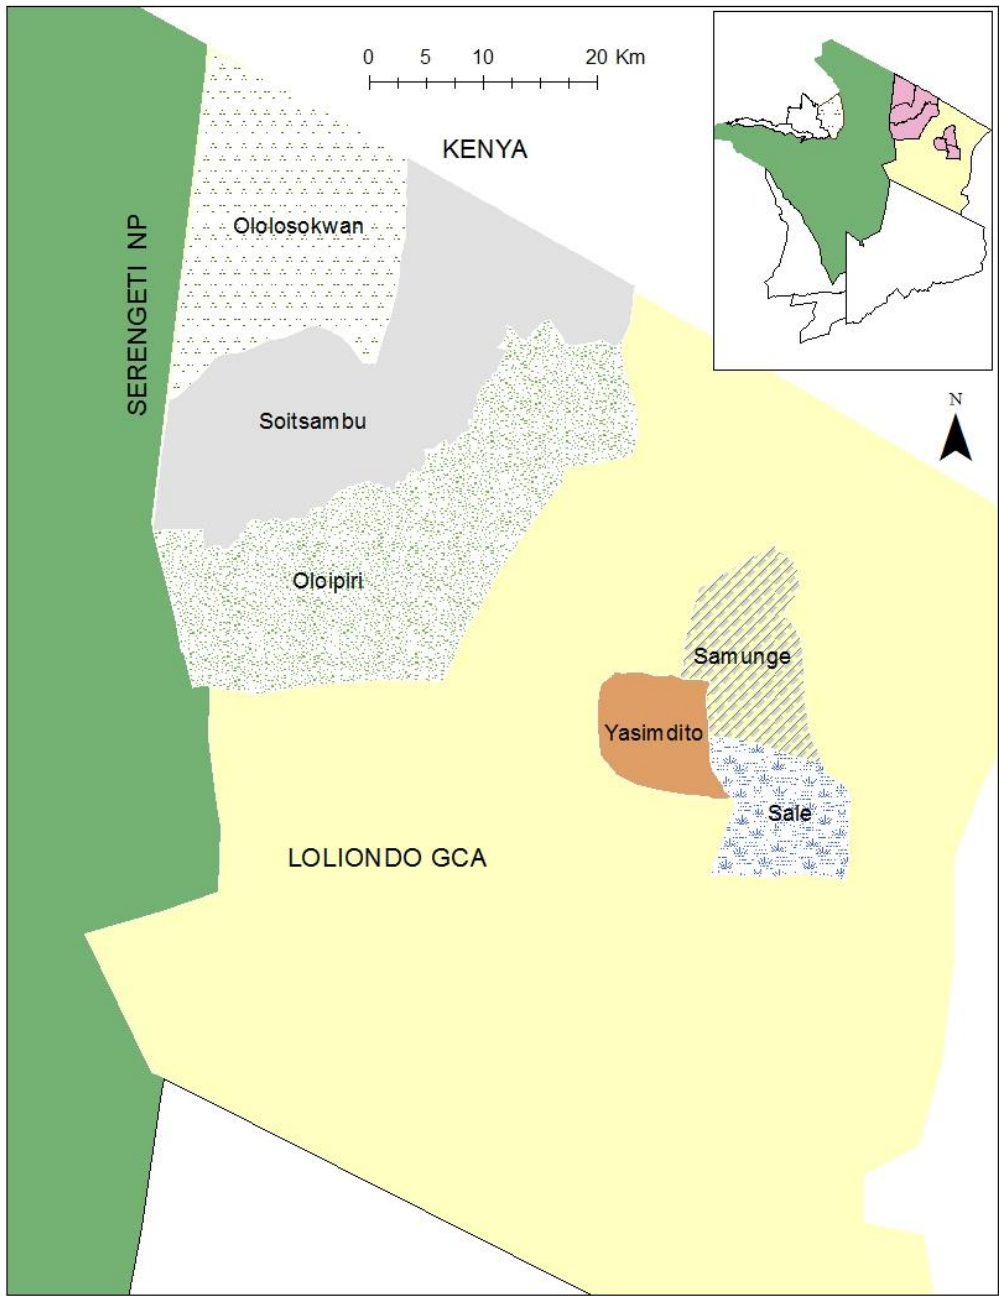 0 5 10 20 Km
KENYA
Ololosokwan
SERENGETI NP
N
Soitsambu
Oloipiri
Samunge
Yasimdito
Sale
LOLIONDO GCA